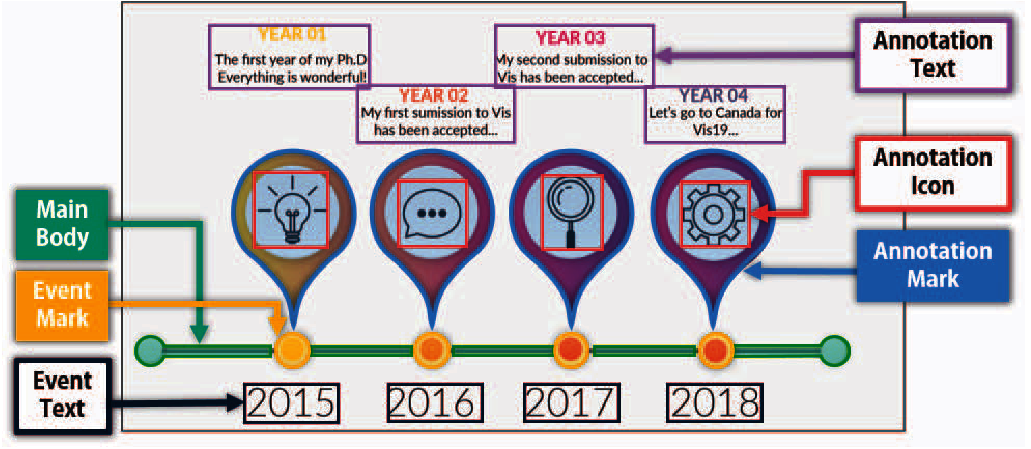 YEAR 01
The first year of my Ph.D
Everything is wonderful!
YEAR 02
My first sumission to Vis
has been accepted...
YEAR 03
My second submission to
Vis has been accepted...
YEAR 04
Let's go to Canada for
Vis19...
Annotation
Text
Annotation
Icon
Annotation
Mark
Main
Body
Event
Mark
Event
Text
2015
2016
2017
2018